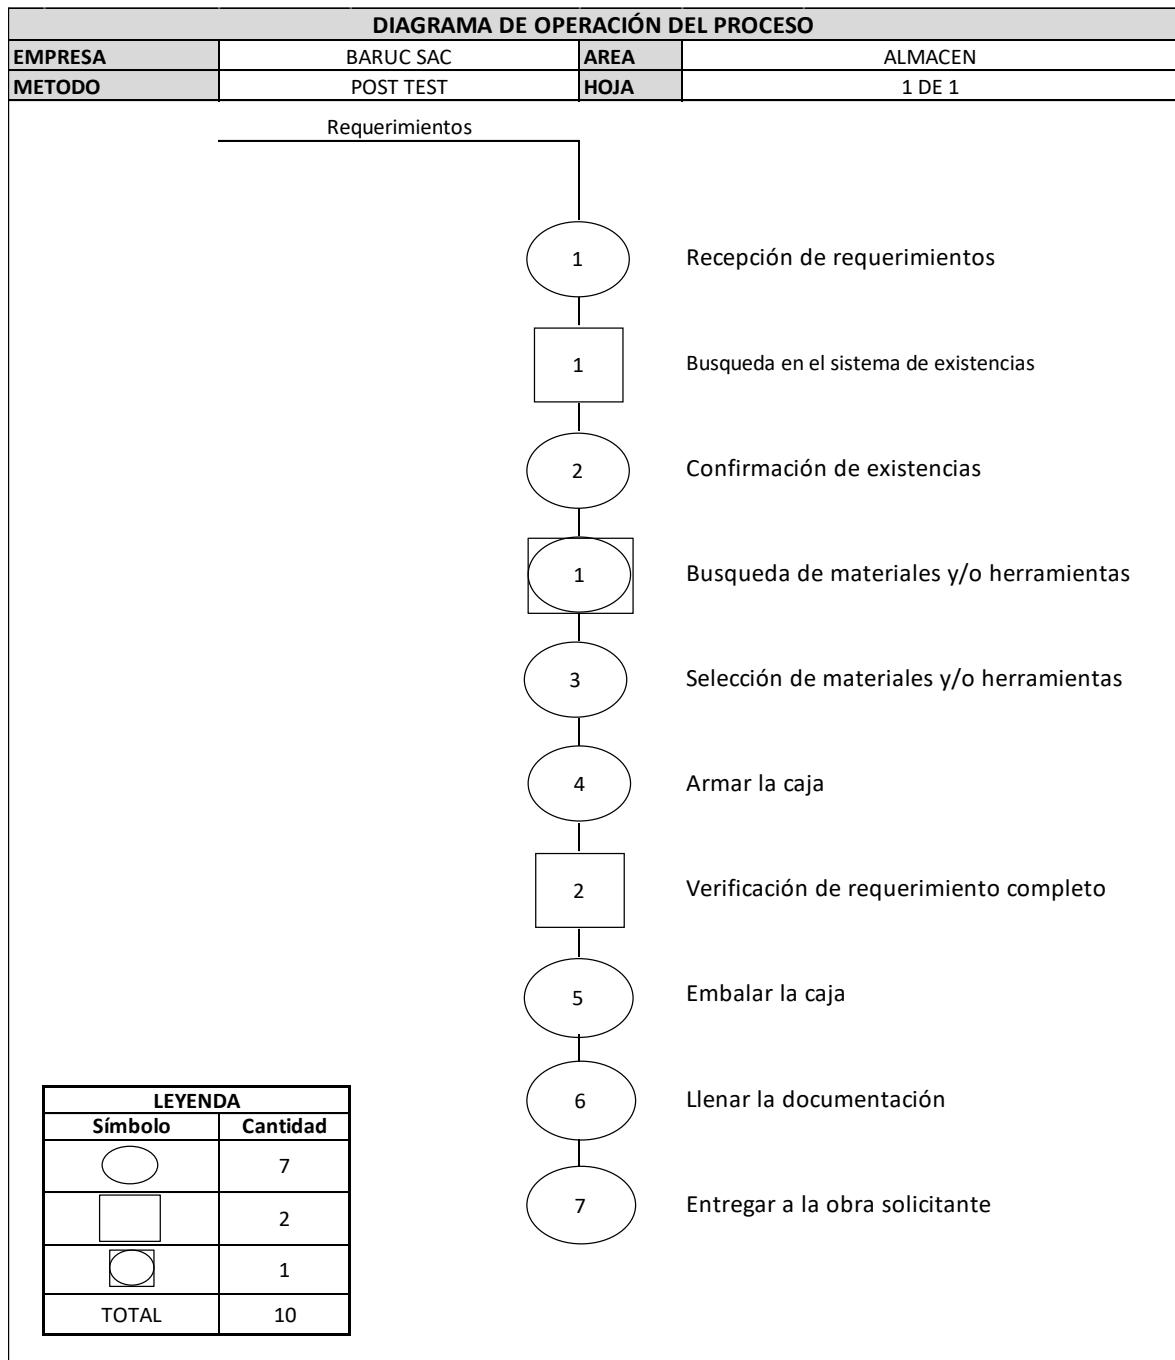 DIAGRAMA DE OPERACIÓN DEL PROCESO
EMPRESA BARUC SAC AREA ALMACEN
METODO POST TEST HOJA 1 DE 1
Requerimientos
1 Recepción de requerimientos
1 Busqueda en el sistema de existencias
2 Confirmación de existencias
1 Busqueda de materiales y/o herramientas
3 Selección de materiales y/o herramientas
4 Armar la caja
2 Verificación de requerimiento completo
5 Embalar la caja
6 Llenar la documentación
7 Entregar a la obra solicitante
LEYENDA
Símbolo Cantidad
7
2
1
TOTAL 10